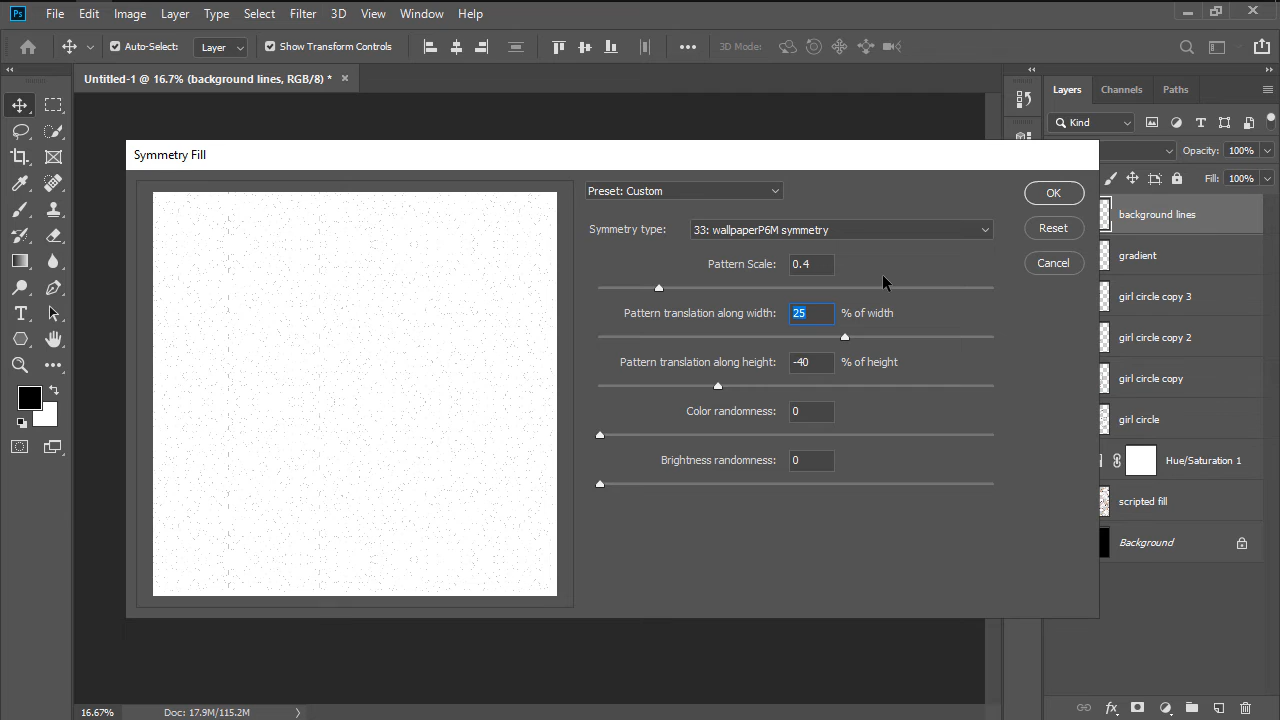 Ps File Edit Image Layer Type Select Filter 3D View Window Help
Auto-Select: Layer Show Transform Controls 3D Mode:
Untitled-1 @ 16.7% (background lines, RGB/8) *
Layers Channels Paths
Kind
Opacity: 100%
Fill: 100%
Symmetry Fill
Preset: Custom
OK
Symmetry type: 33: wallpaperP6M symmetry
Reset
Pattern Scale: 0.4
Cancel
Pattern translation along width: 25 % of width
Pattern translation along height: -40 % of height
Color randomness: 0
Brightness randomness: 0
background lines
gradient
girl circle copy 3
girl circle copy 2
girl circle copy
girl circle
Hue/Saturation 1
scripted fill
Background
16.67% Doc: 17.9M/115.2M